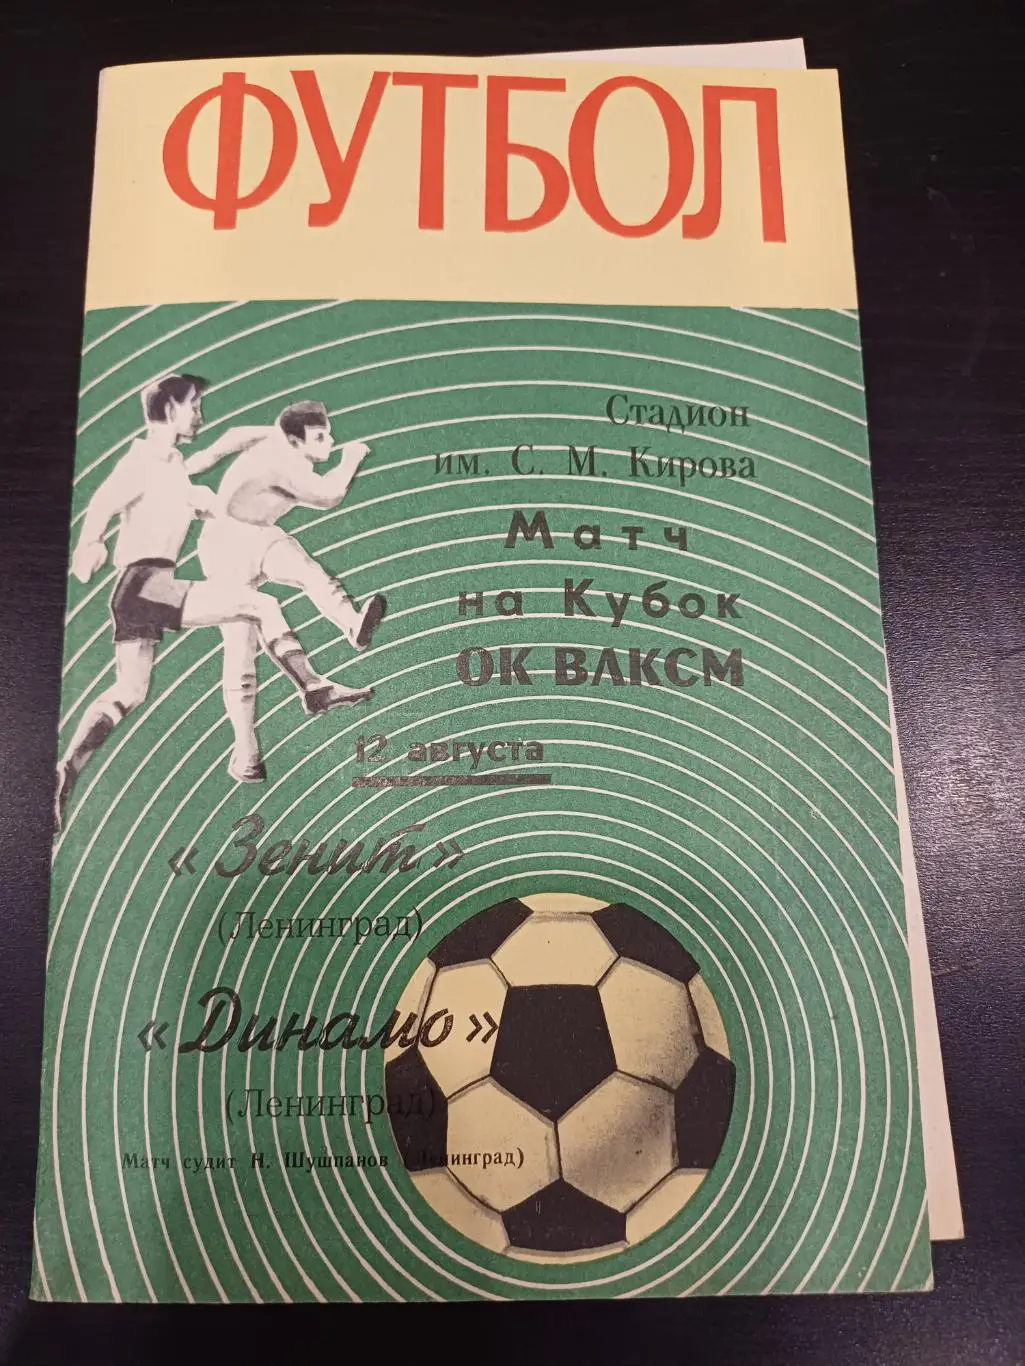 ФУТБОЛ
Стадион
им. С. М. Кирова
Матч
на Кубок
ОК ВЛКСМ
12 августа
«Зенит»
(Ленинград)
«Динамо»
(Ленинград)
Матч судит Н. Шушпанов (Ленинград)